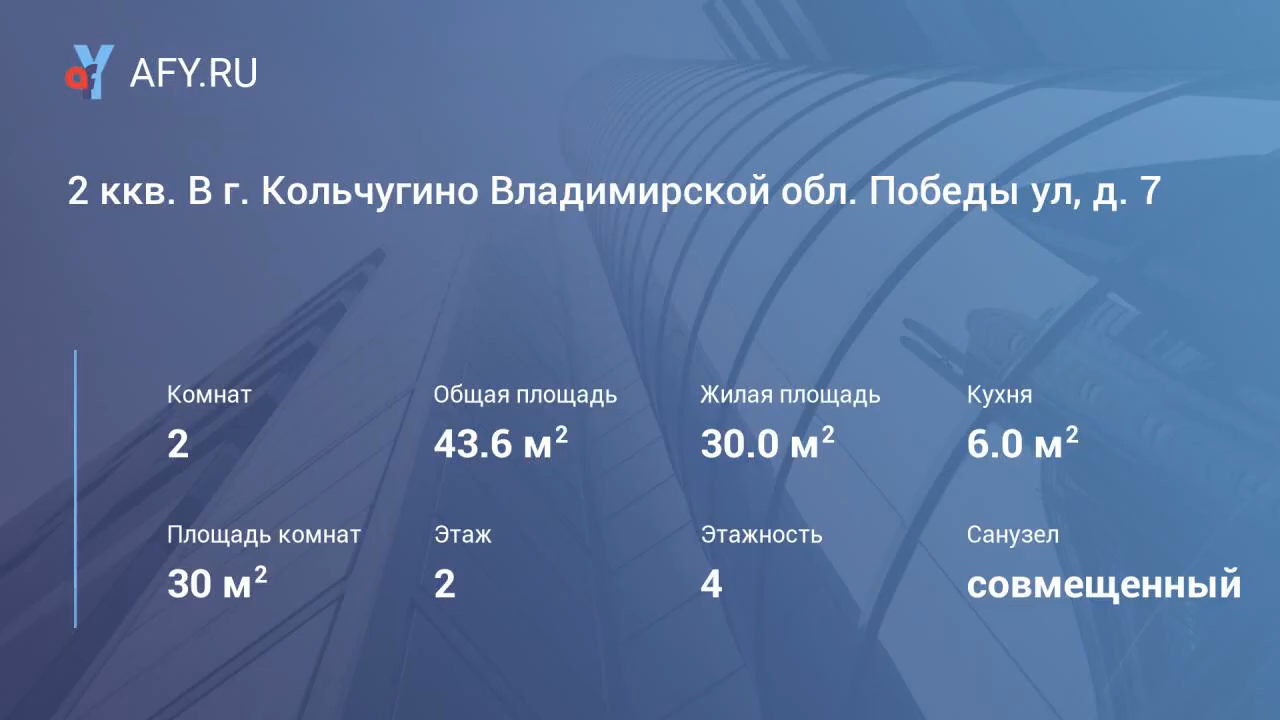 AFY.RU
2 ккв. В г. Кольчугино Владимирской обл. Победы ул, д. 7
Комнат
2
Общая площадь
43.6 м²
Жилая площадь
30.0 м²
Кухня
6.0 м²
Площадь комнат
30 м²
Этаж
2
Этажность
4
Санузел
совмещенный